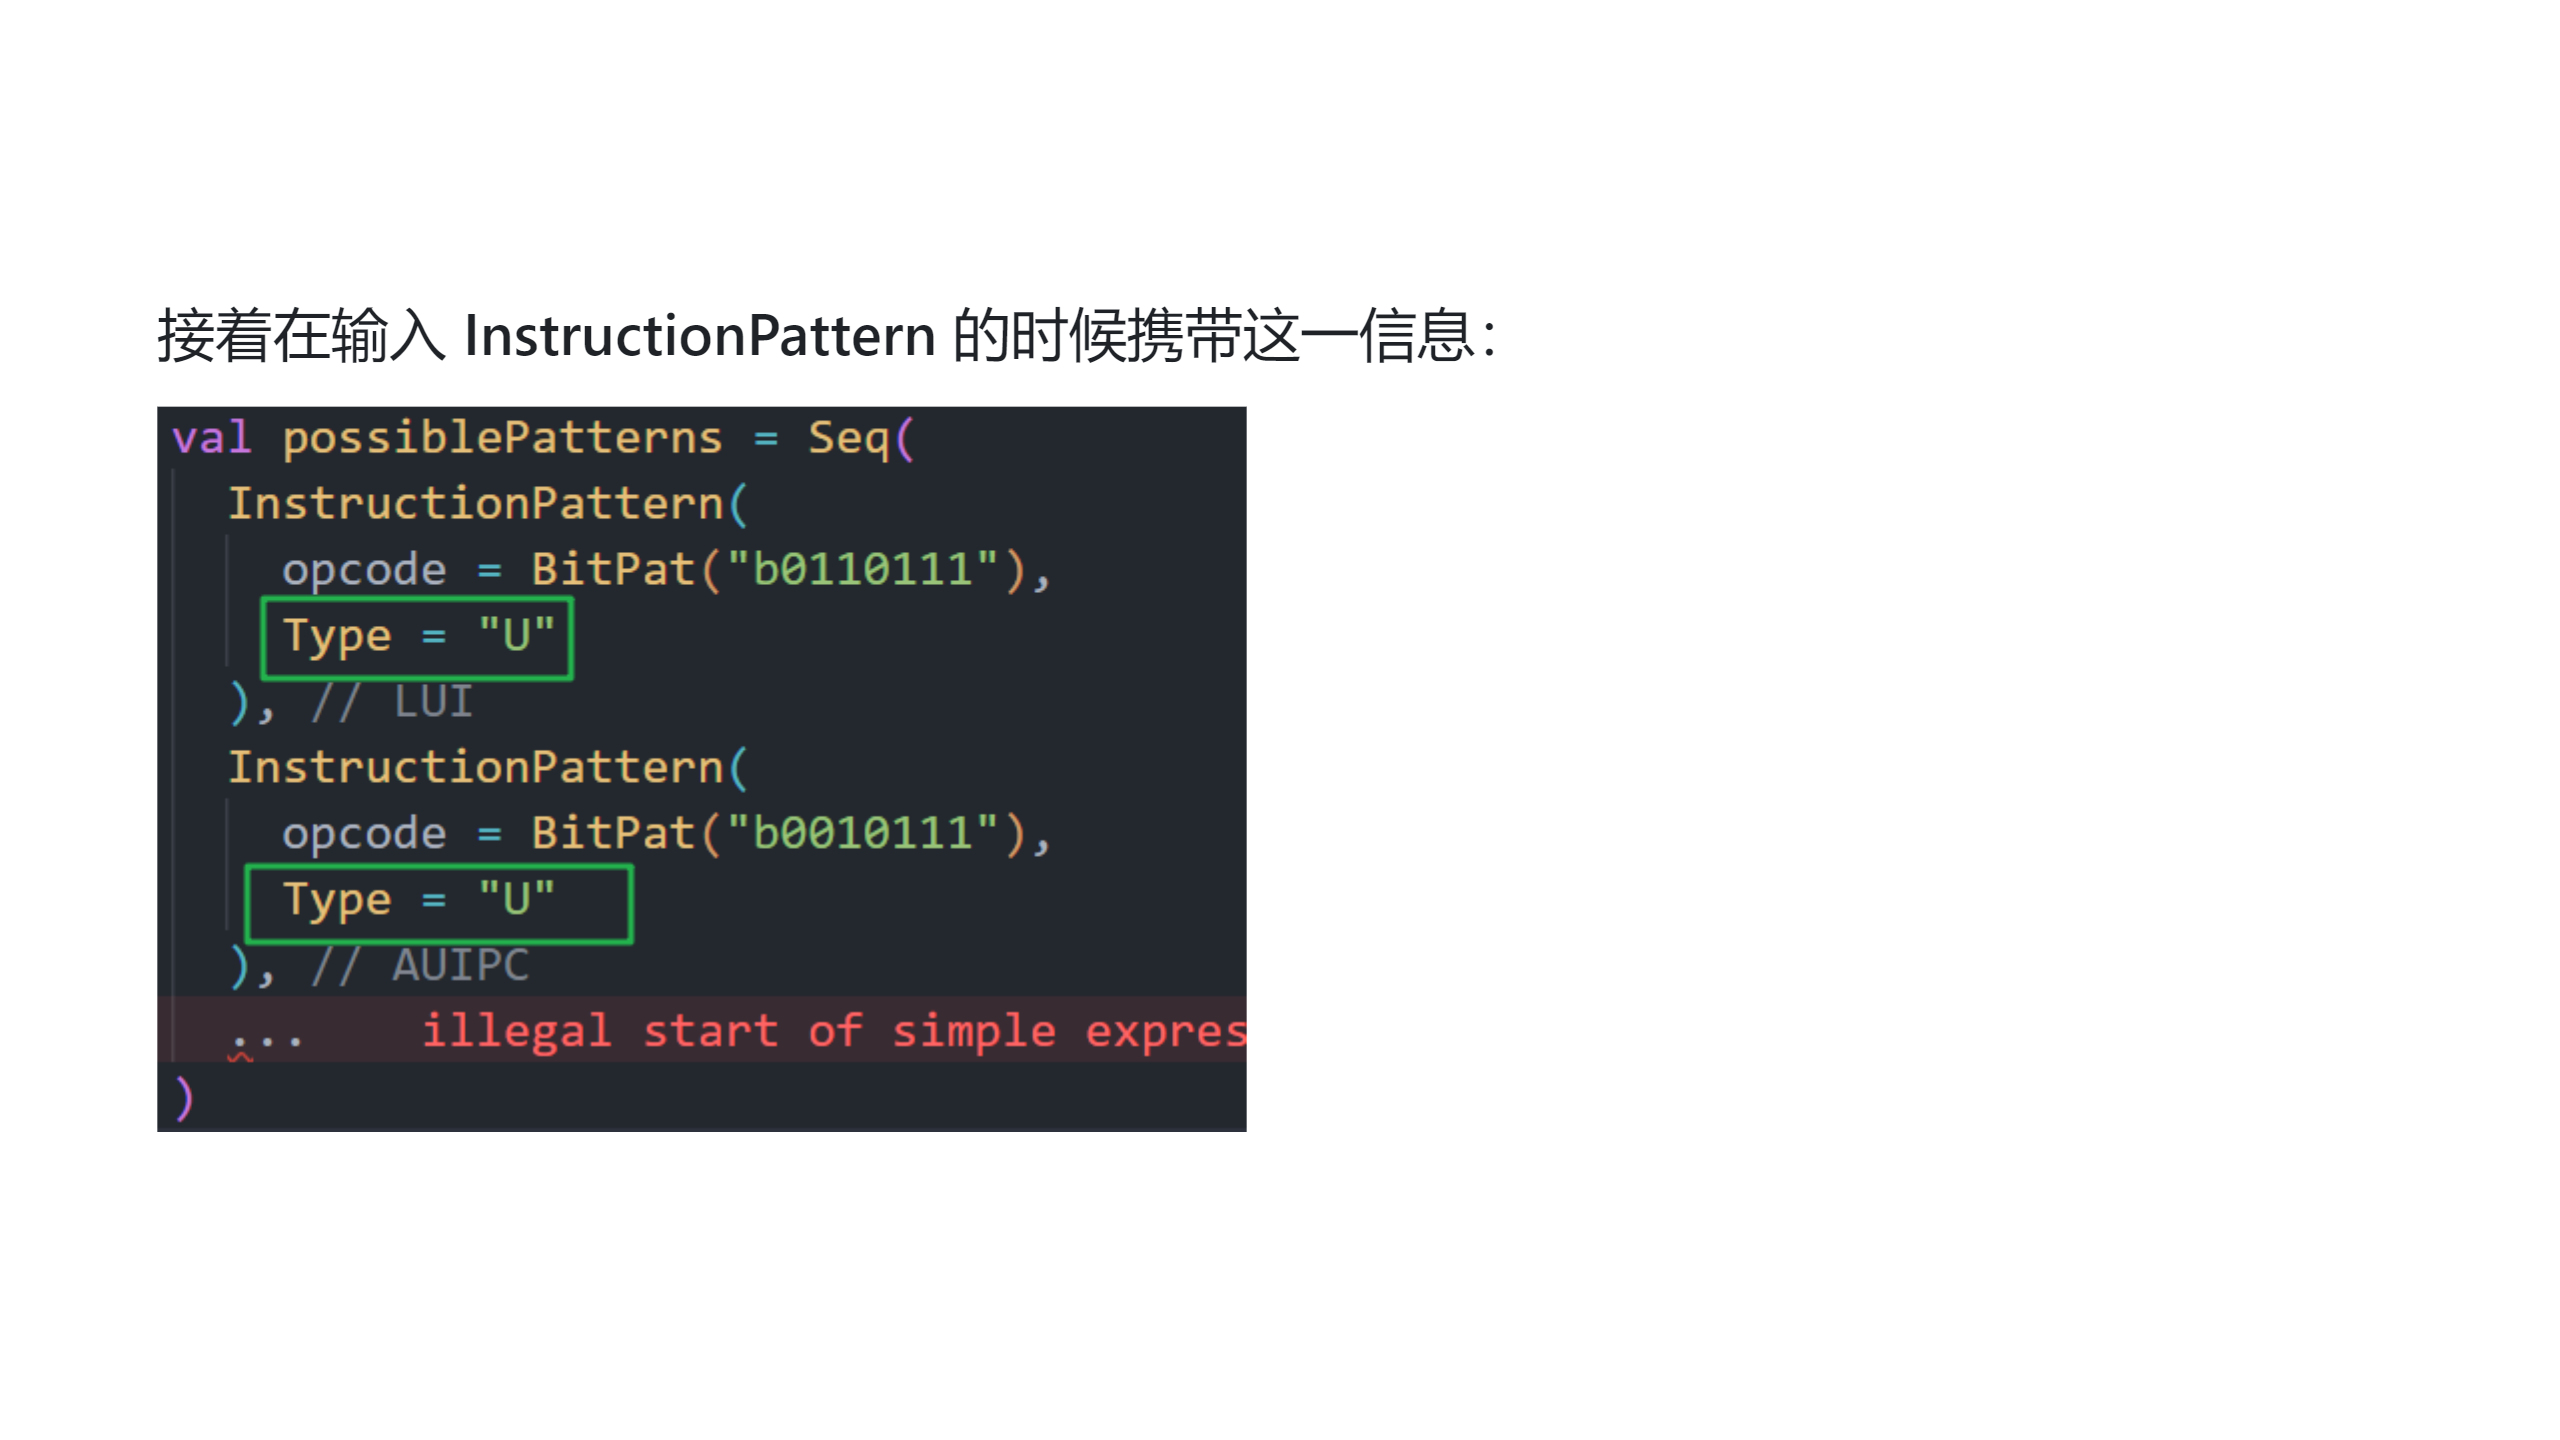 接着在输入 InstructionPattern 的时候携带这一信息：
val possiblePatterns = Seq(
InstructionPattern(
opcode = BitPat("b0110111"),
Type = "U"
), // LUI
InstructionPattern(
opcode = BitPat("b0010111"),
Type = "U"
), // AUIPC
... illegal start of simple expres
)